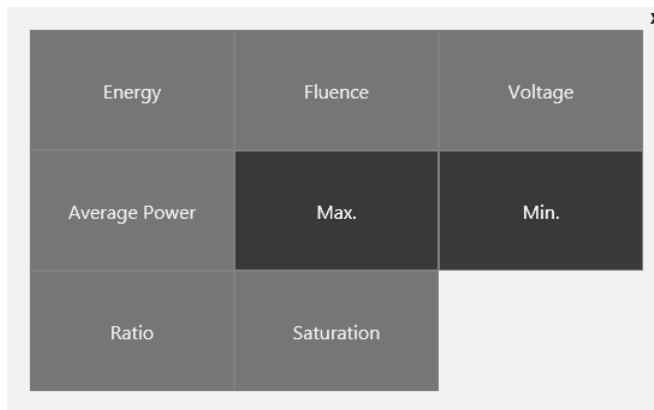 Energy
Fluence
Voltage
Average Power
Max.
Min.
Ratio
Saturation